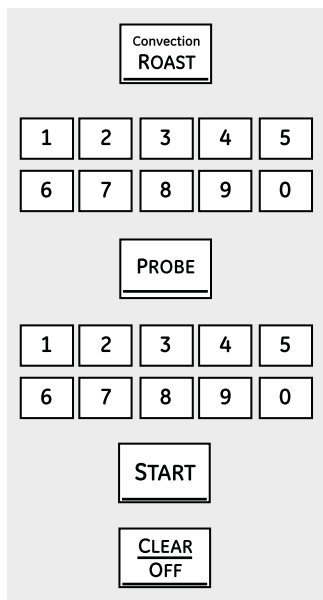 Convection
ROAST
1 2 3 4 5
6 7 8 9 0
PROBE
1 2 3 4 5
6 7 8 9 0
START
CLEAR
OFF